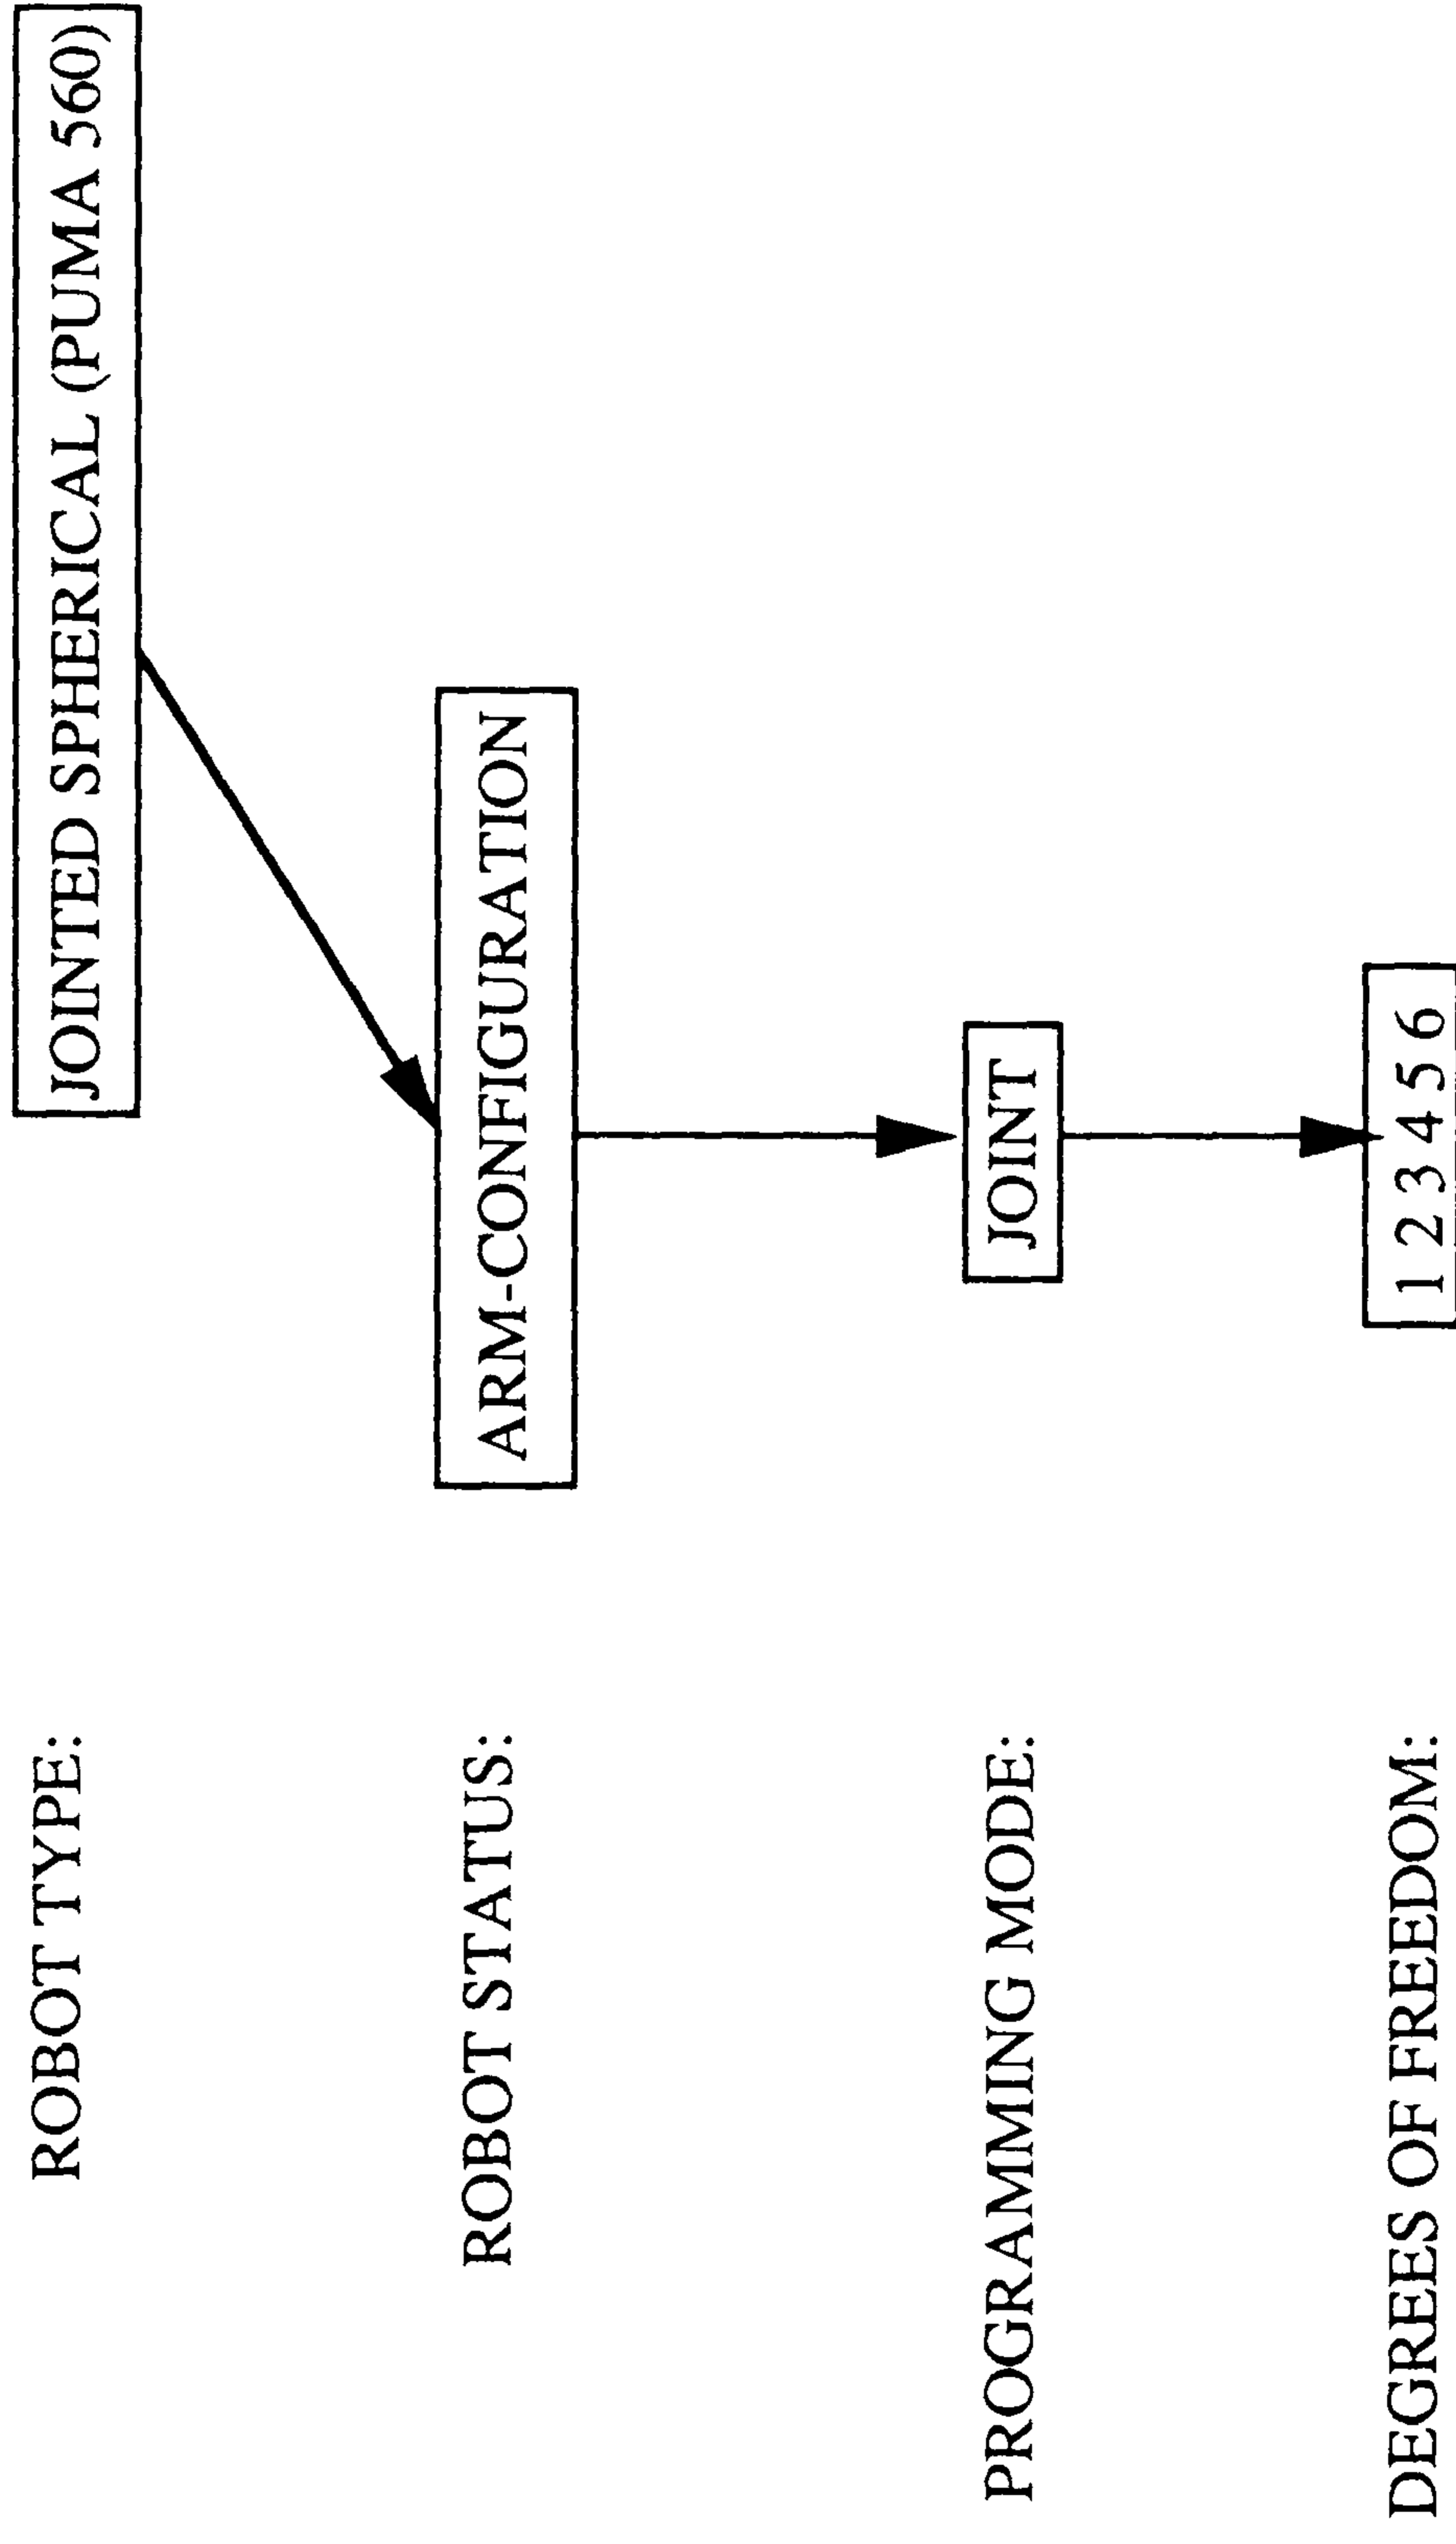 ROBOT TYPE: JOINTED SPHERICAL (PUMA 560)
ROBOT STATUS: ARM-CONFIGURATION
PROGRAMMING MODE: JOINT
DEGREES OF FREEDOM: 1 2 3 4 5 6